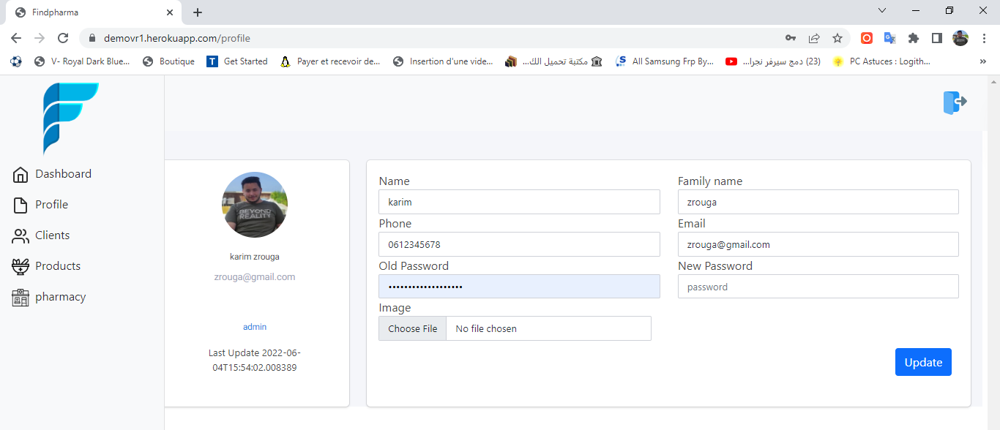 Findpharma
demovr1.herokuapp.com/profile
V- Royal Dark Blue...
Boutique
T
Get Started
Payer et recevoir de...
Insertion d'une vide...
مكتبة تحميل الك...
All Samsung Frp By...
(23) دمج سيرفر نجرا...
PC Astuces : Logith...
»
Dashboard
Profile
Clients
Products
pharmacy
BEYOND
REALITY
karim zrouga
zrouga@gmail.com
admin
Last Update 2022-06-
04T15:54:02.008389
Name
Family name
karim
zrouga
Phone
Email
0612345678
zrouga@gmail.com
Old Password
New Password
•••••••••••••••••••
password
Image
Choose File No file chosen
Update